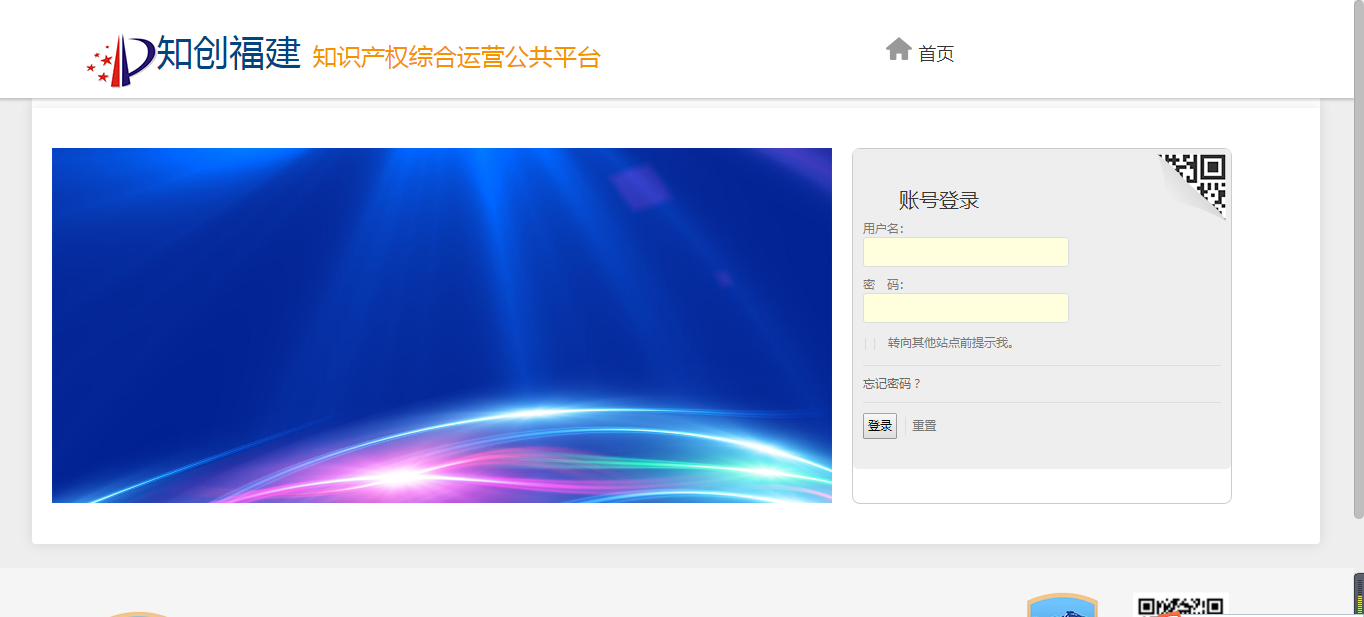 知创福建 知识产权综合运营公共平台
首页
账号登录
用户名:
密 码:
转向其他站点前提示我。
忘记密码？
登录 重置